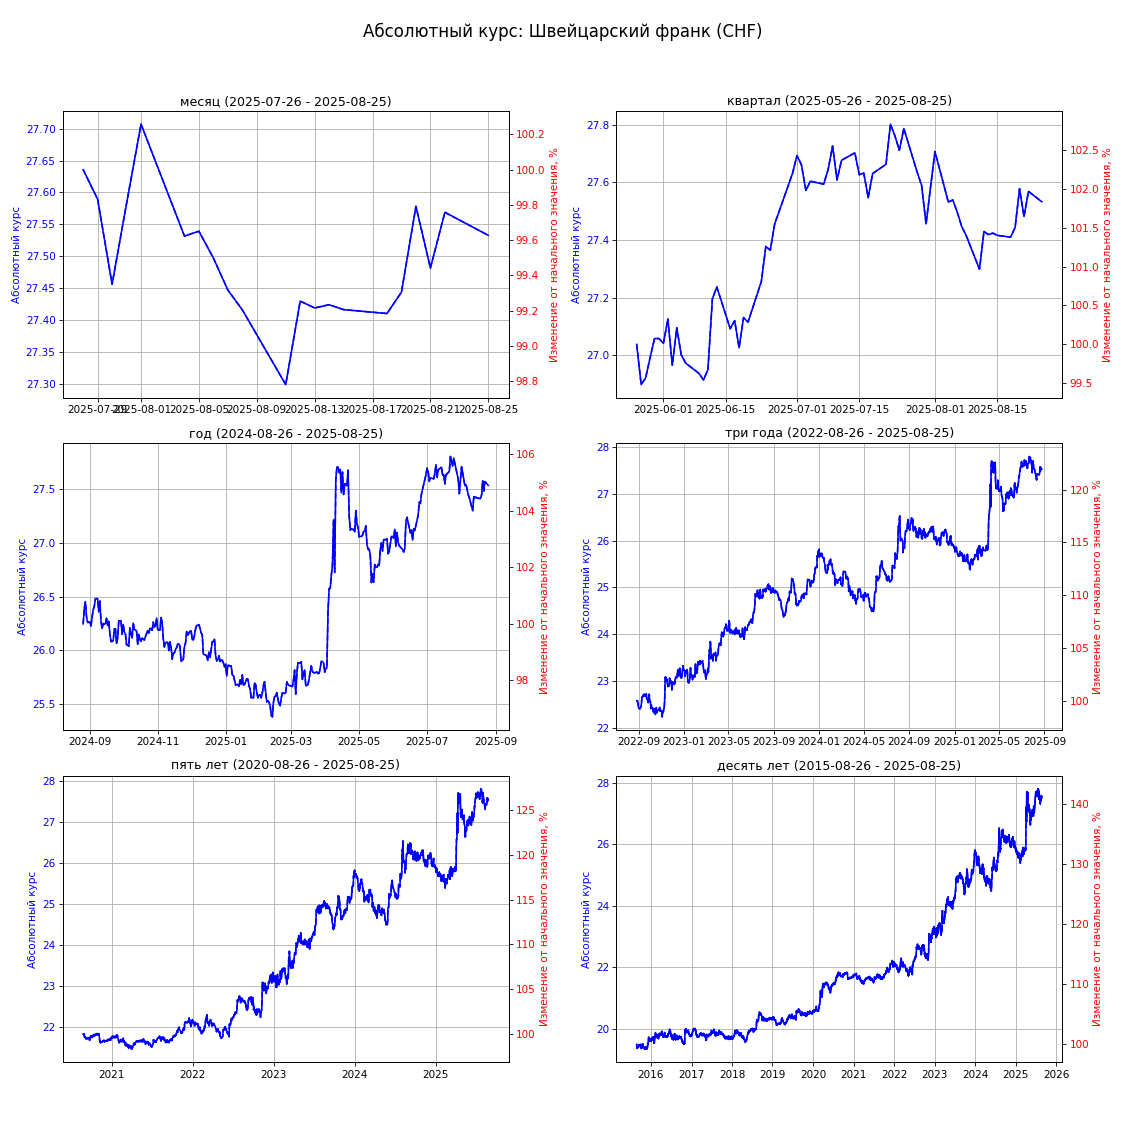 Абсолютный курс: Швейцарский франк (CHF)
месяц (2025-07-26 - 2025-08-25)
Абсолютный курс
27.70
27.65
27.60
27.55
27.50
27.45
27.40
27.35
27.30
100.2
100.0
99.8
99.6
99.4
99.2
99.0
98.8
Изменение от начального значения, %
2025-07-29 2025-08-01 2025-08-05 2025-08-09 2025-08-13 2025-08-17 2025-08-21 2025-08-25
квартал (2025-05-26 - 2025-08-25)
Абсолютный курс
27.8
27.6
27.4
27.2
27.0
102.5
102.0
101.5
101.0
100.5
100.0
99.5
Изменение от начального значения, %
2025-06-01 2025-06-15 2025-07-01 2025-07-15 2025-08-01 2025-08-15
год (2024-08-26 - 2025-08-25)
Абсолютный курс
27.5
27.0
26.5
26.0
25.5
106
104
102
100
98
Изменение от начального значения, %
2024-09 2024-11 2025-01 2025-03 2025-05 2025-07 2025-09
три года (2022-08-26 - 2025-08-25)
Абсолютный курс
28
27
26
25
24
23
22
120
115
110
105
100
Изменение от начального значения, %
2022-09 2023-01 2023-05 2023-09 2024-01 2024-05 2024-09 2025-01 2025-05 2025-09
пять лет (2020-08-26 - 2025-08-25)
Абсолютный курс
28
27
26
25
24
23
22
125
120
115
110
105
100
Изменение от начального значения, %
2021 2022 2023 2024 2025
десять лет (2015-08-26 - 2025-08-25)
Абсолютный курс
28
26
24
22
20
140
130
120
110
100
Изменение от начального значения, %
2016 2017 2018 2019 2020 2021 2022 2023 2024 2025 2026